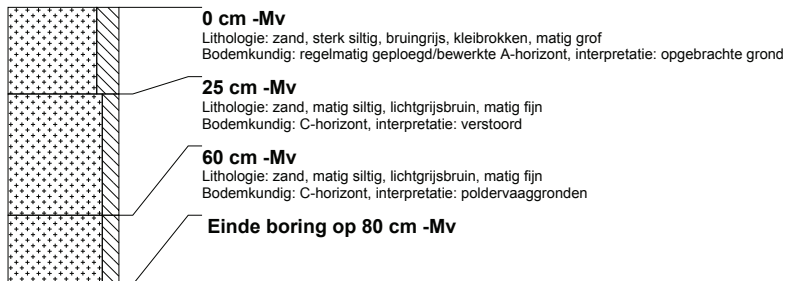 0 cm -Mv
Lithologie: zand, sterk siltig, bruingrijs, kleibrokken, matig grof
Bodemkundig: regelmatig geploegd/bewerkte A-horizont, interpretatie: opgebrachte grond
25 cm -Mv
Lithologie: zand, matig siltig, lichtgrijsbruin, matig fijn
Bodemkundig: C-horizont, interpretatie: verstoord
60 cm -Mv
Lithologie: zand, matig siltig, lichtgrijsbruin, matig fijn
Bodemkundig: C-horizont, interpretatie: poldervaaggronden
Einde boring op 80 cm -Mv